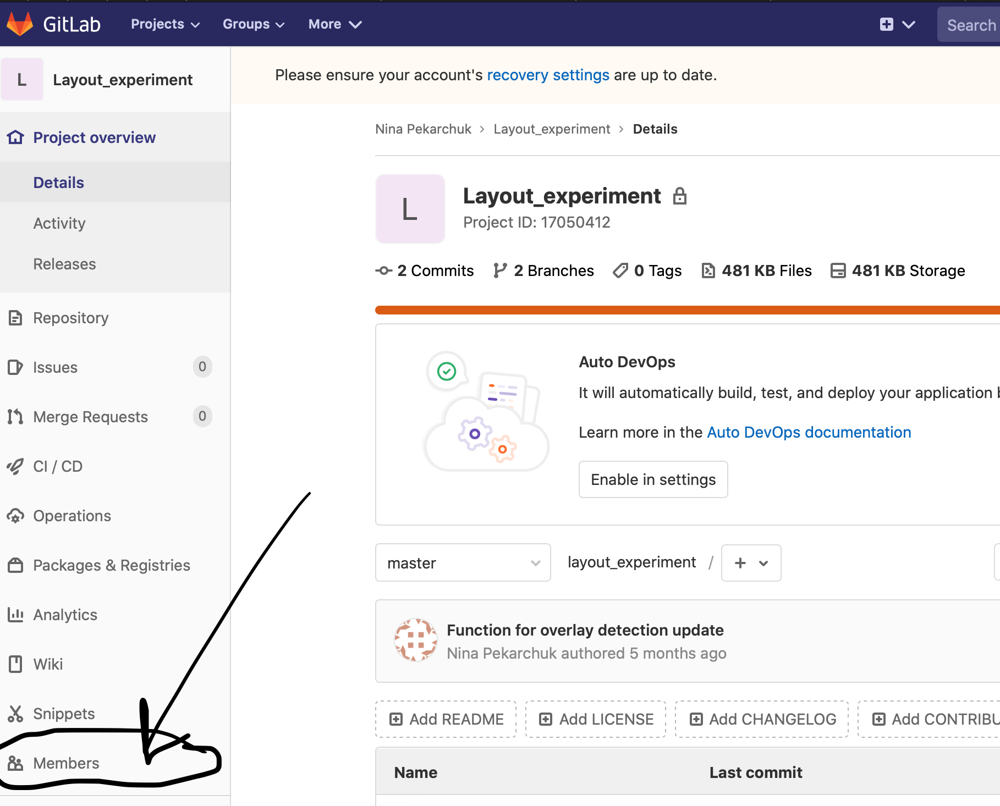 GitLab Projects Groups More Search
L Layout_experiment
Please ensure your account's recovery settings are up to date.
Project overview
Details
Activity
Releases
Repository
Issues 0
Merge Requests 0
CI / CD
Operations
Packages & Registries
Analytics
Wiki
Snippets
Members
Nina Pekarchuk > Layout_experiment > Details
L
Layout_experiment
Project ID: 17050412
2 Commits 2 Branches 0 Tags 481 KB Files 481 KB Storage
Auto DevOps
It will automatically build, test, and deploy your application
Learn more in the Auto DevOps documentation
Enable in settings
master layout_experiment / +
Function for overlay detection update
Nina Pekarchuk authored 5 months ago
Add README Add LICENSE Add CHANGELOG Add CONTRIBU
Name Last commit